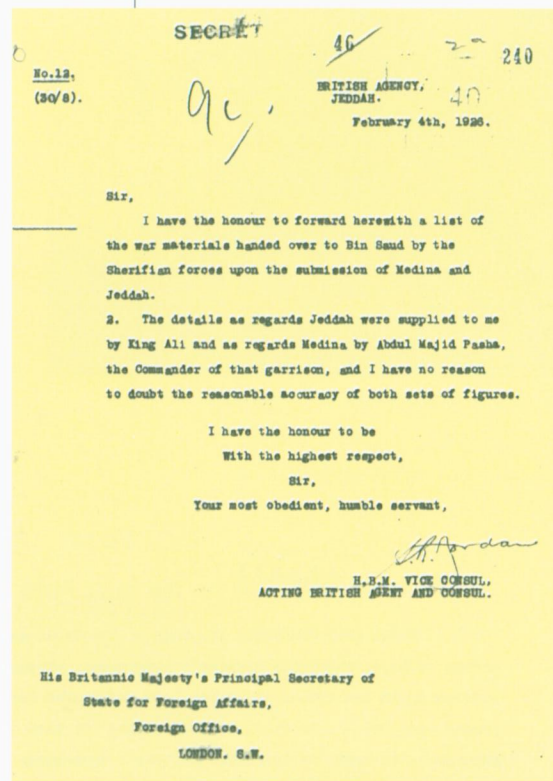 SECRET
46
2a
240
No.12.
(30/8).
BRITISH AGENCY,
JEDDAH.
40
February 4th, 1926.
Sir,
I have the honour to forward herewith a list of
the war materials handed over to Bin Saud by the
Sherifian forces upon the submission of Medina and
Jeddah.
2. The details as regards Jeddah were supplied to me
by King Ali and as regards Medina by Abdul Majid Pasha,
the Commander of that garrison, and I have no reason
to doubt the reasonable accuracy of both sets of figures.
I have the honour to be
With the highest respect,
Sir,
Your most obedient, humble servant,
S.R. Jordan
H.B.M. VICE CONSUL,
ACTING BRITISH AGENT AND CONSUL.
His Britannic Majesty's Principal Secretary of
State for Foreign Affairs,
Foreign Office,
LONDON. S.W.